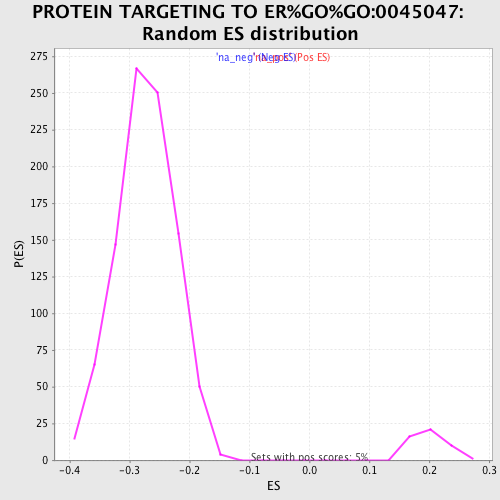 PROTEIN TARGETING TO ER%GO%GO:0045047:
Random ES distribution
'na_neg' (Neg ES)
'na_pos' (Pos ES)
275
250
225
200
175
150
125
100
75
50
25
0
P(ES)
Sets with pos scores: 5%
-0.4 -0.3 -0.2 -0.1 0.0 0.1 0.2 0.3
ES